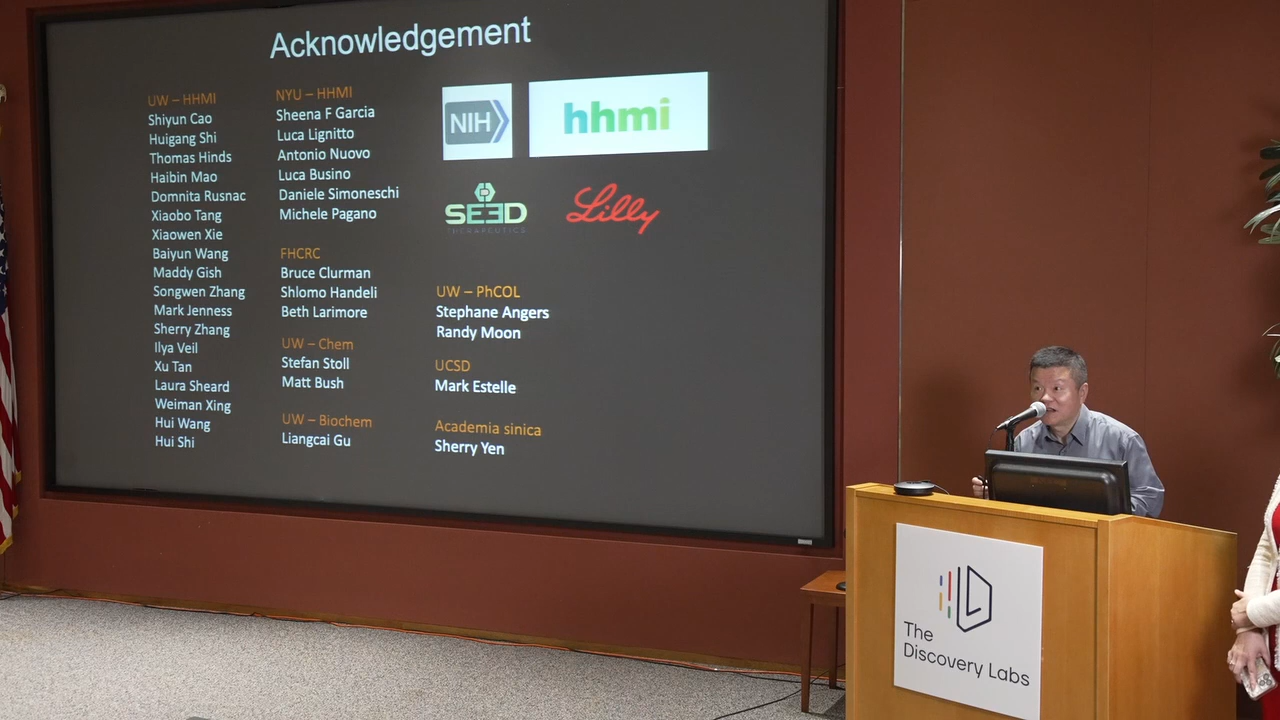 Acknowledgement
UW – HHMI
Shiyun Cao
Huigang Shi
Thomas Hinds
Haibin Mao
Domnita Rusnac
Xiaobo Tang
Xiaowen Xie
Baiyun Wang
Maddy Gish
Songwen Zhang
Mark Jenness
Sherry Zhang
Ilya Veil
Xu Tan
Laura Sheard
Weiman Xing
Hui Wang
Hui Shi
NYU – HHMI
Sheena F Garcia
Luca Lignitto
Antonio Nuovo
Luca Busino
Daniele Simoneschi
Michele Pagano
FHCRC
Bruce Clurman
Shlomo Handeli
Beth Larimore
UW – Chem
Stefan Stoll
Matt Bush
UW – Biochem
Liangcai Gu
NIH
hhmi
SEED
THERAPEUTICS
Lilly
UW – PhCOL
Stephane Angers
Randy Moon
UCSD
Mark Estelle
Academia sinica
Sherry Yen
The
Discovery Labs